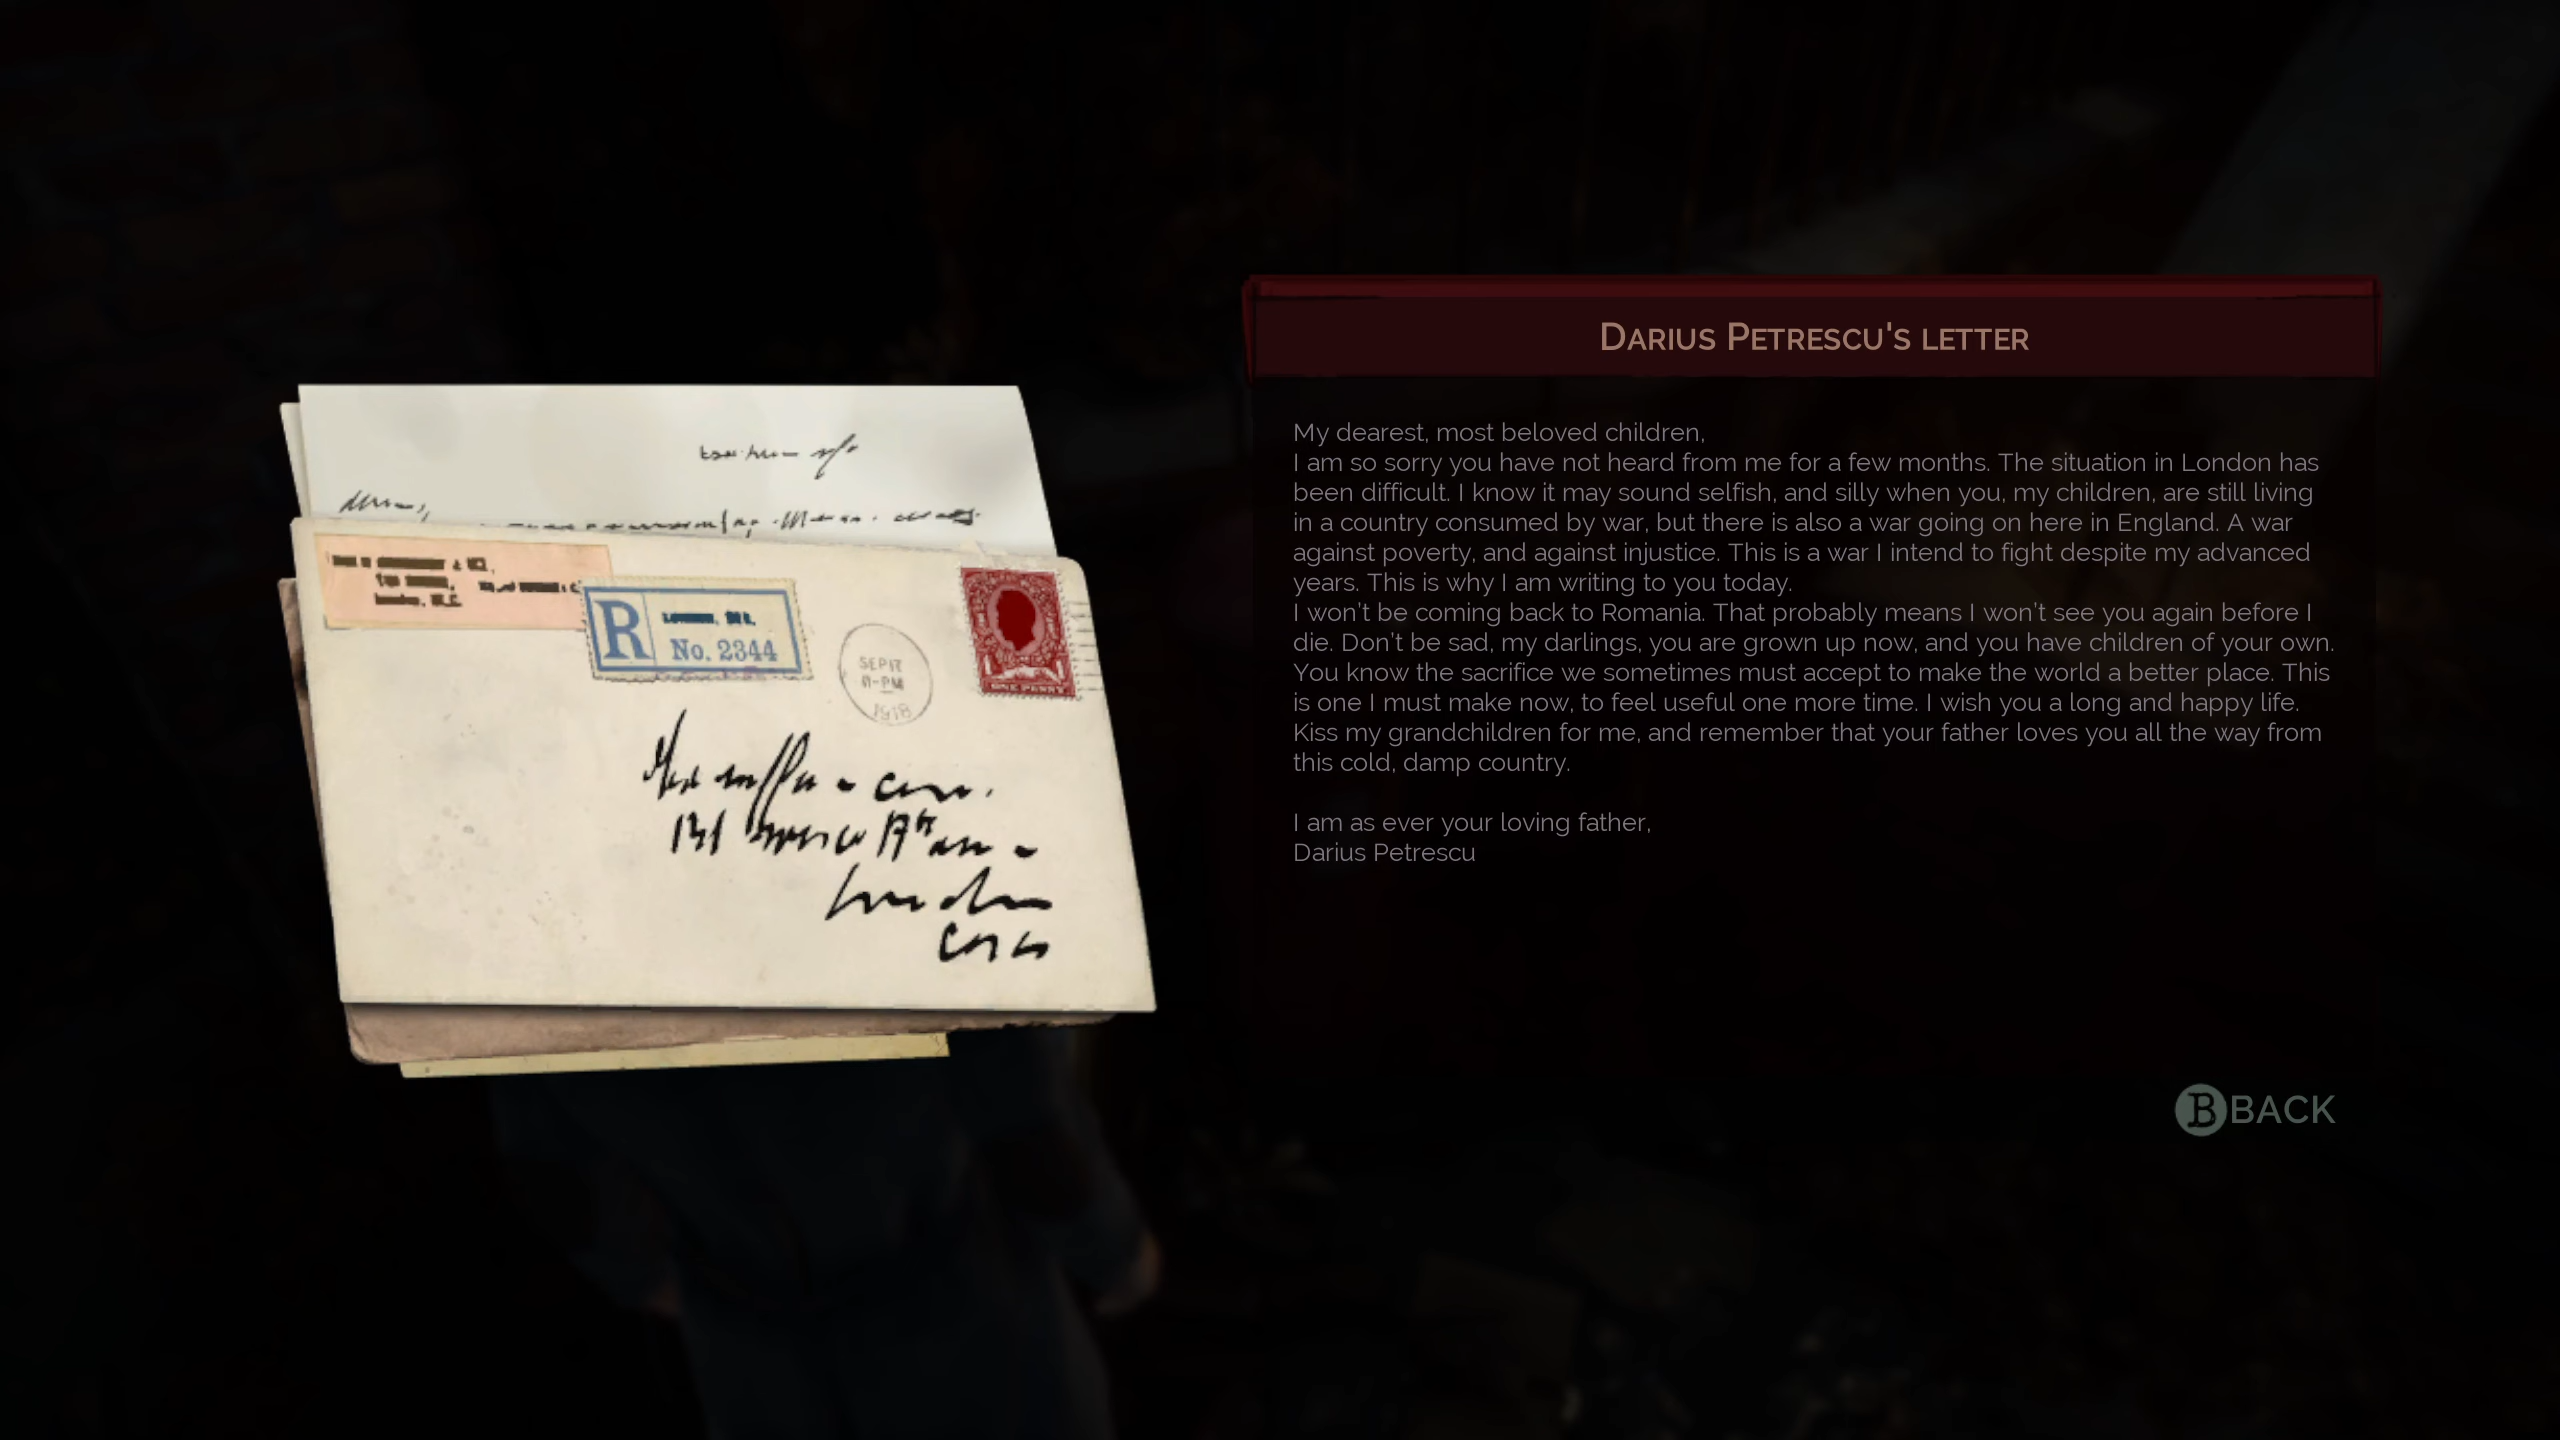 R
No. 2344
SEP 17
1918
ONE PENNY
DARIUS PETRESCU'S LETTER
My dearest, most beloved children,
I am so sorry you have not heard from me for a few months. The situation in London has
been difficult. I know it may sound selfish, and silly when you, my children, are still living
in a country consumed by war, but there is also a war going on here in England. A war
against poverty, and against injustice. This is a war I intend to fight despite my advanced
years. This is why I am writing to you today.
I won't be coming back to Romania. That probably means I won't see you again before I
die. Don't be sad, my darlings, you are grown up now, and you have children of your own.
You know the sacrifice we sometimes must accept to make the world a better place. This
is one I must make now, to feel useful one more time. I wish you a long and happy life.
Kiss my grandchildren for me, and remember that your father loves you all the way from
this cold, damp country.
I am as ever your loving father,
Darius Petrescu
B BACK